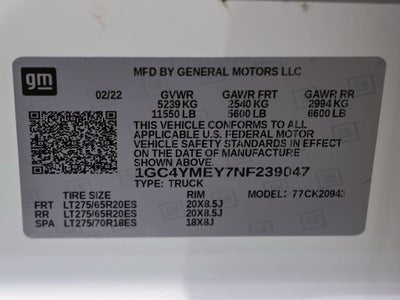 gm
MFD BY GENERAL MOTORS LLC
02/22 GVWR GAWR FRT GAWR RR
5239 KG 2540 KG 2994 KG
11550 LB 5600 LB 6600 LB
THIS VEHICLE CONFORMS TO ALL
APPLICABLE U.S. FEDERAL MOTOR
VEHICLE SAFETY STANDARDS IN EFFECT
ON THE DATE OF MANUFACTURE SHOWN ABOVE.
1GC4YMEY7NF239047
TYPE: TRUCK MODEL: 77CK20943
TIRE SIZE RIM
FRT LT275/65R20ES 20X8.5J
RR LT275/65R20ES 20X8.5J
SPA LT275/70R18ES 18X8J